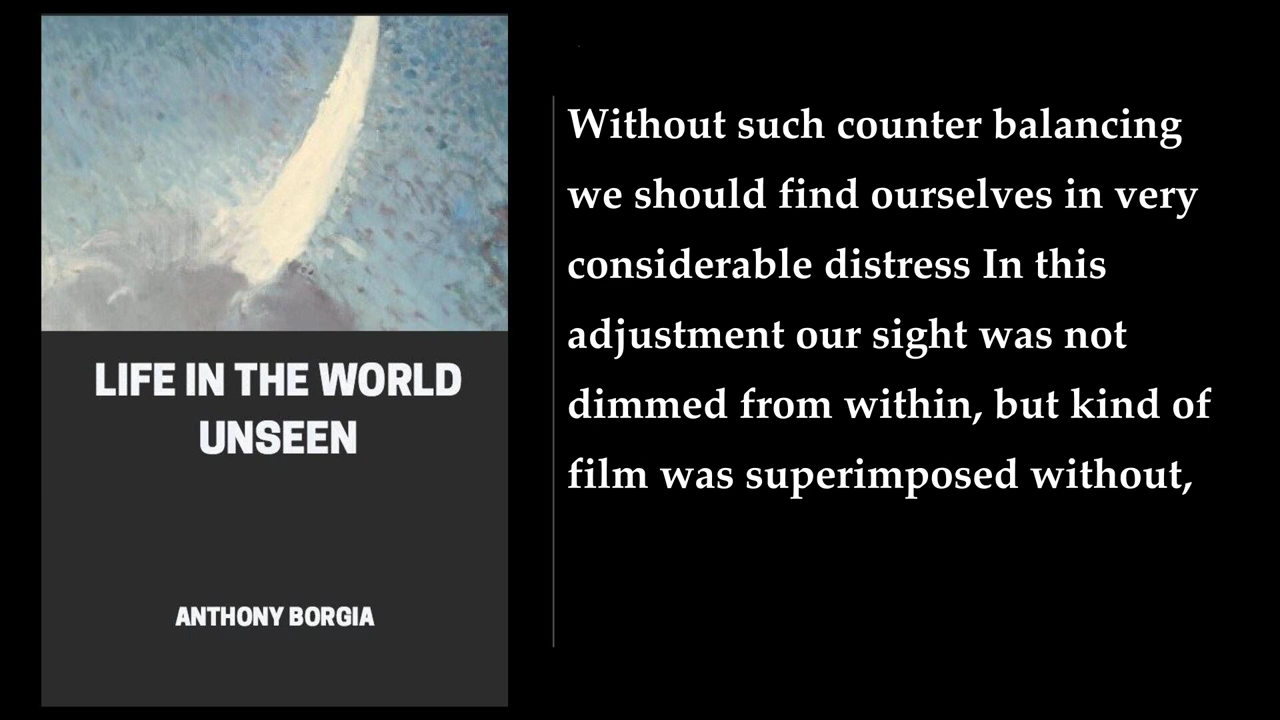 LIFE IN THE WORLD
UNSEEN
ANTHONY BORGIA
Without such counter balancing
we should find ourselves in very
considerable distress In this
adjustment our sight was not
dimmed from within, but kind of
film was superimposed without,